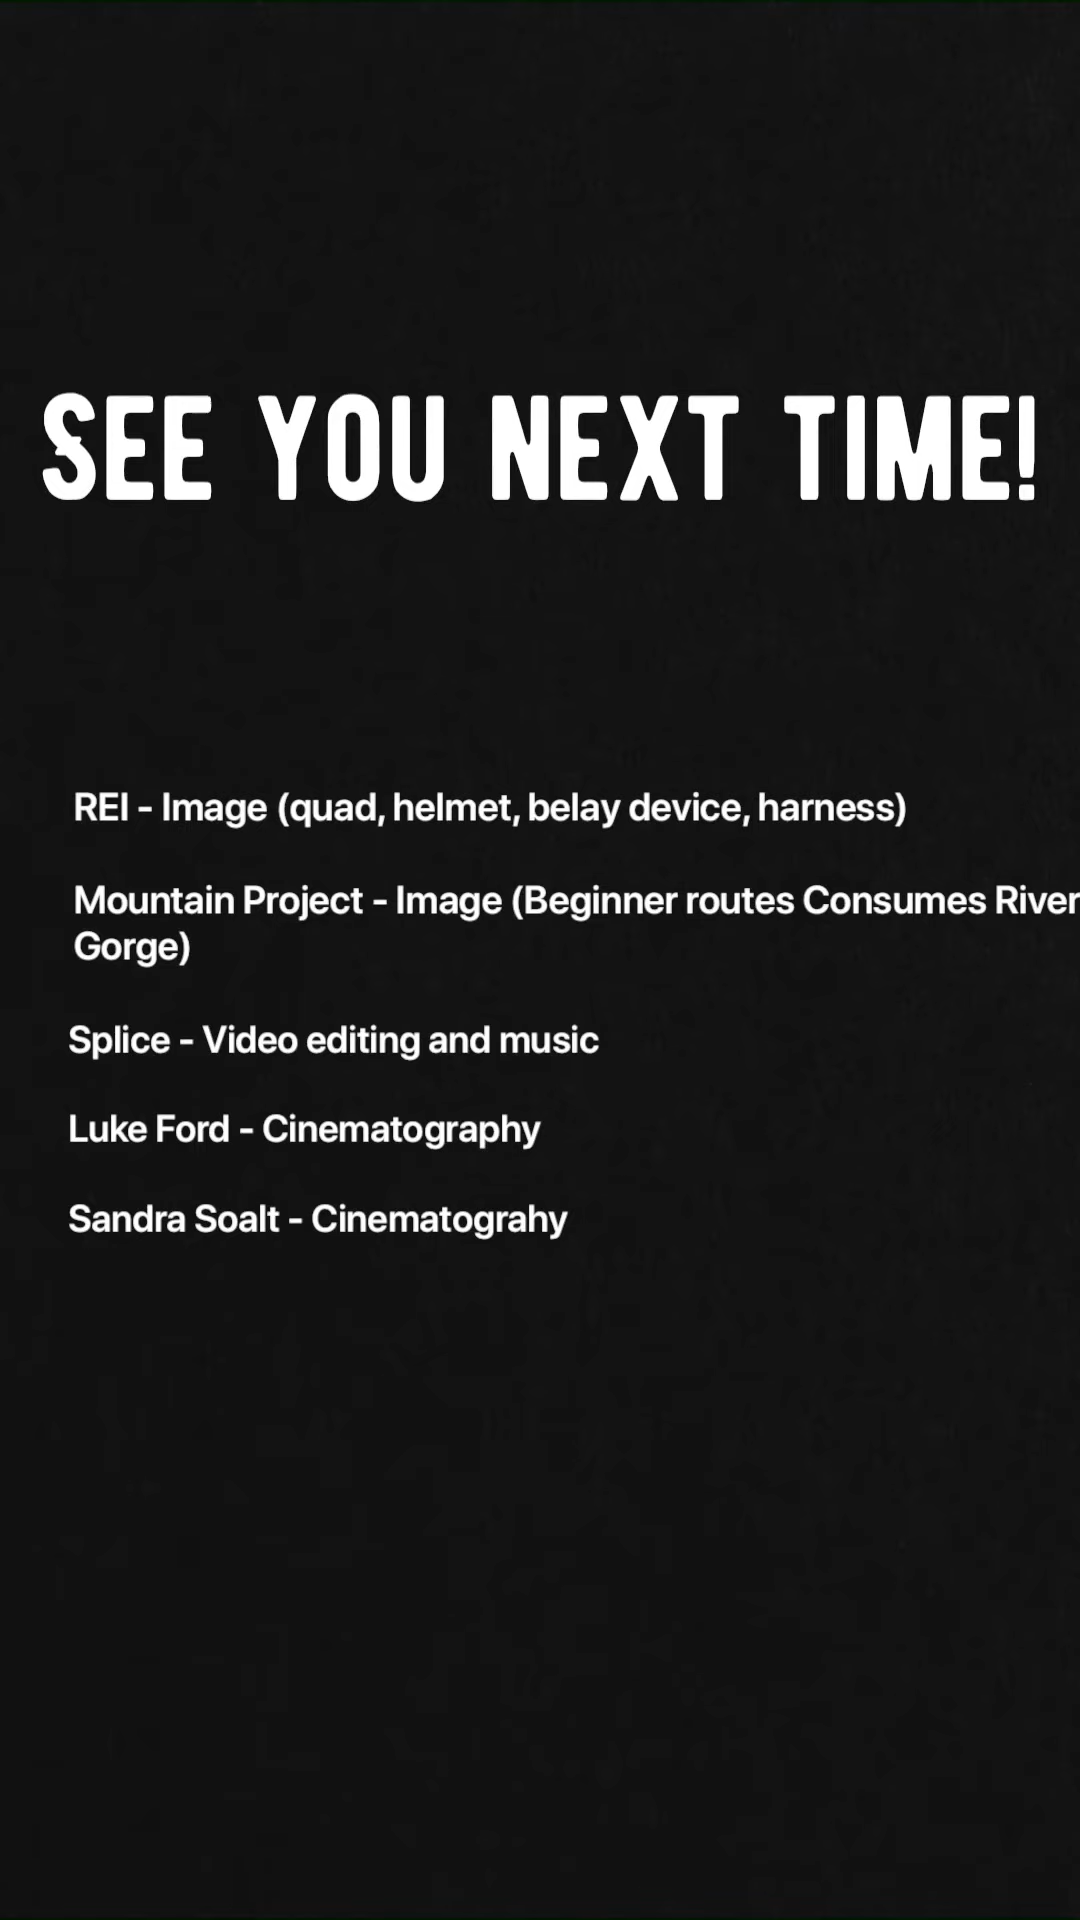 SEE YOU NEXT TIME!
REI - Image (quad, helmet, belay device, harness)
Mountain Project - Image (Beginner routes Consumes River
Gorge)
Splice - Video editing and music
Luke Ford - Cinematography
Sandra Soalt - Cinematograhy